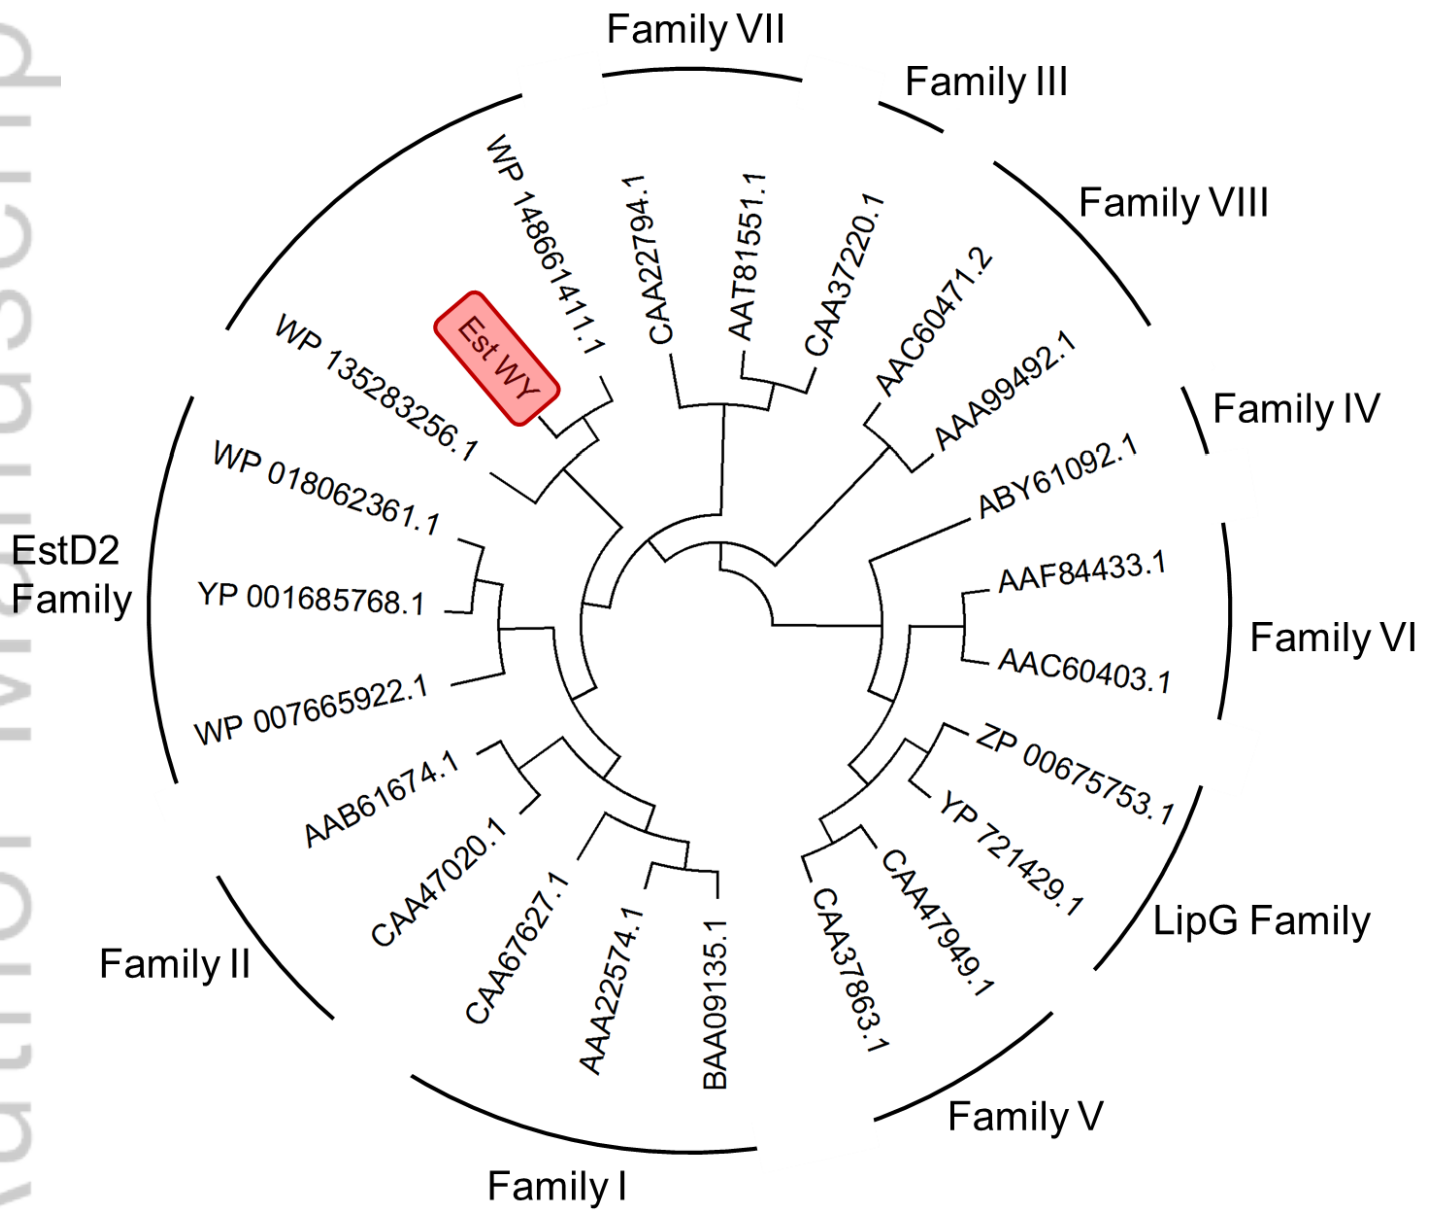 Family VII
Family III
Family VIII
Family IV
Family VI
LipG Family
Family V
Family I
Family II
EstD2
Family
WP 148661411.1
CAA22794.1
AAT81551.1
CAA37220.1
AAC60471.2
AAA99492.1
ABY61092.1
AAF84433.1
AAC60403.1
ZP 00675753.1
YP 721429.1
CAA47949.1
CAA37863.1
BAA09135.1
AAA22574.1
CAA67627.1
CAA47020.1
AAB61674.1
WP 007665922.1
YP 001685768.1
WP 018062361.1
WP 135283256.1
Est WY